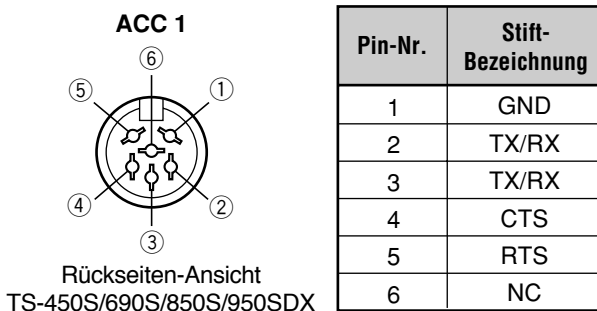 ACC 1
⑥
⑤ ①
④ ②
③
Rückseiten-Ansicht
TS-450S/690S/850S/950SDX
Pin-Nr. Stift-
Bezeichnung
1 GND
2 TX/RX
3 TX/RX
4 CTS
5 RTS
6 NC